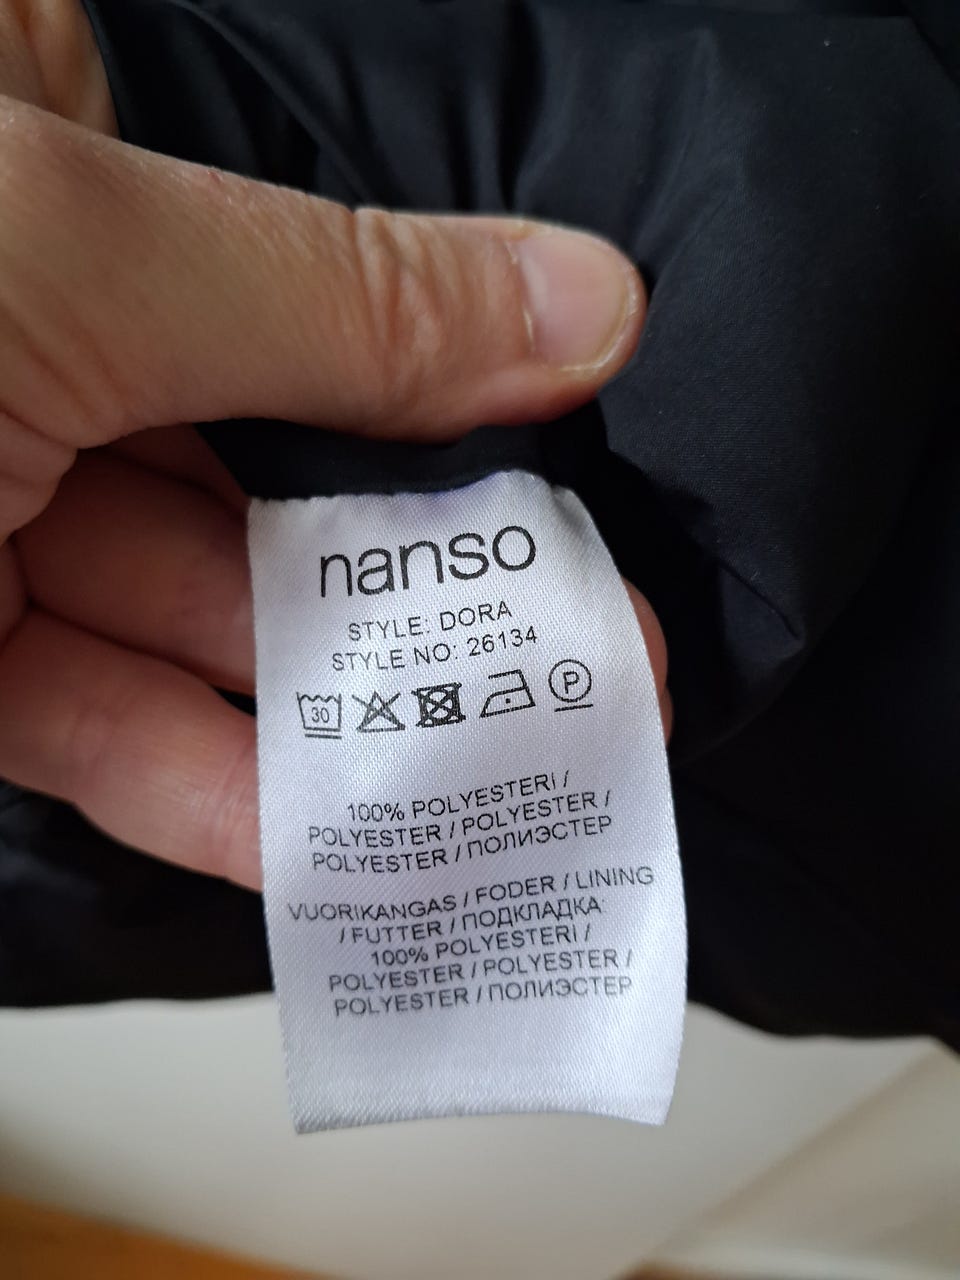 nanso
STYLE: DORA
STYLE NO: 26134
30 P
100% POLYESTERI /
POLYESTER / POLYESTER /
POLYESTER / ПОЛИЭСТЕР
VUORIKANGAS / FODER / LINING
/ FUTTER / ПОДКЛАДКА:
100% POLYESTERI /
POLYESTER / POLYESTER /
POLYESTER / ПОЛИЭСТЕР